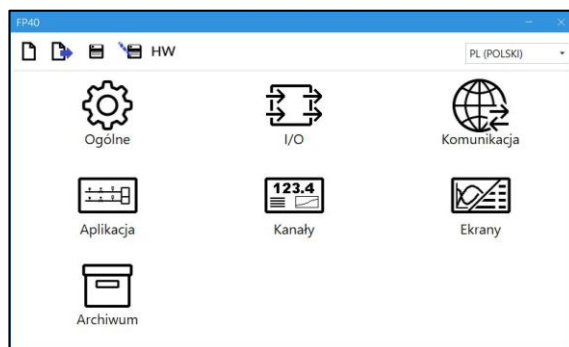 FP40
HW
PL (POLSKI)
Ogólne
I/O
Komunikacja
123.4
Aplikacja
Kanały
Ekrany
Archiwum